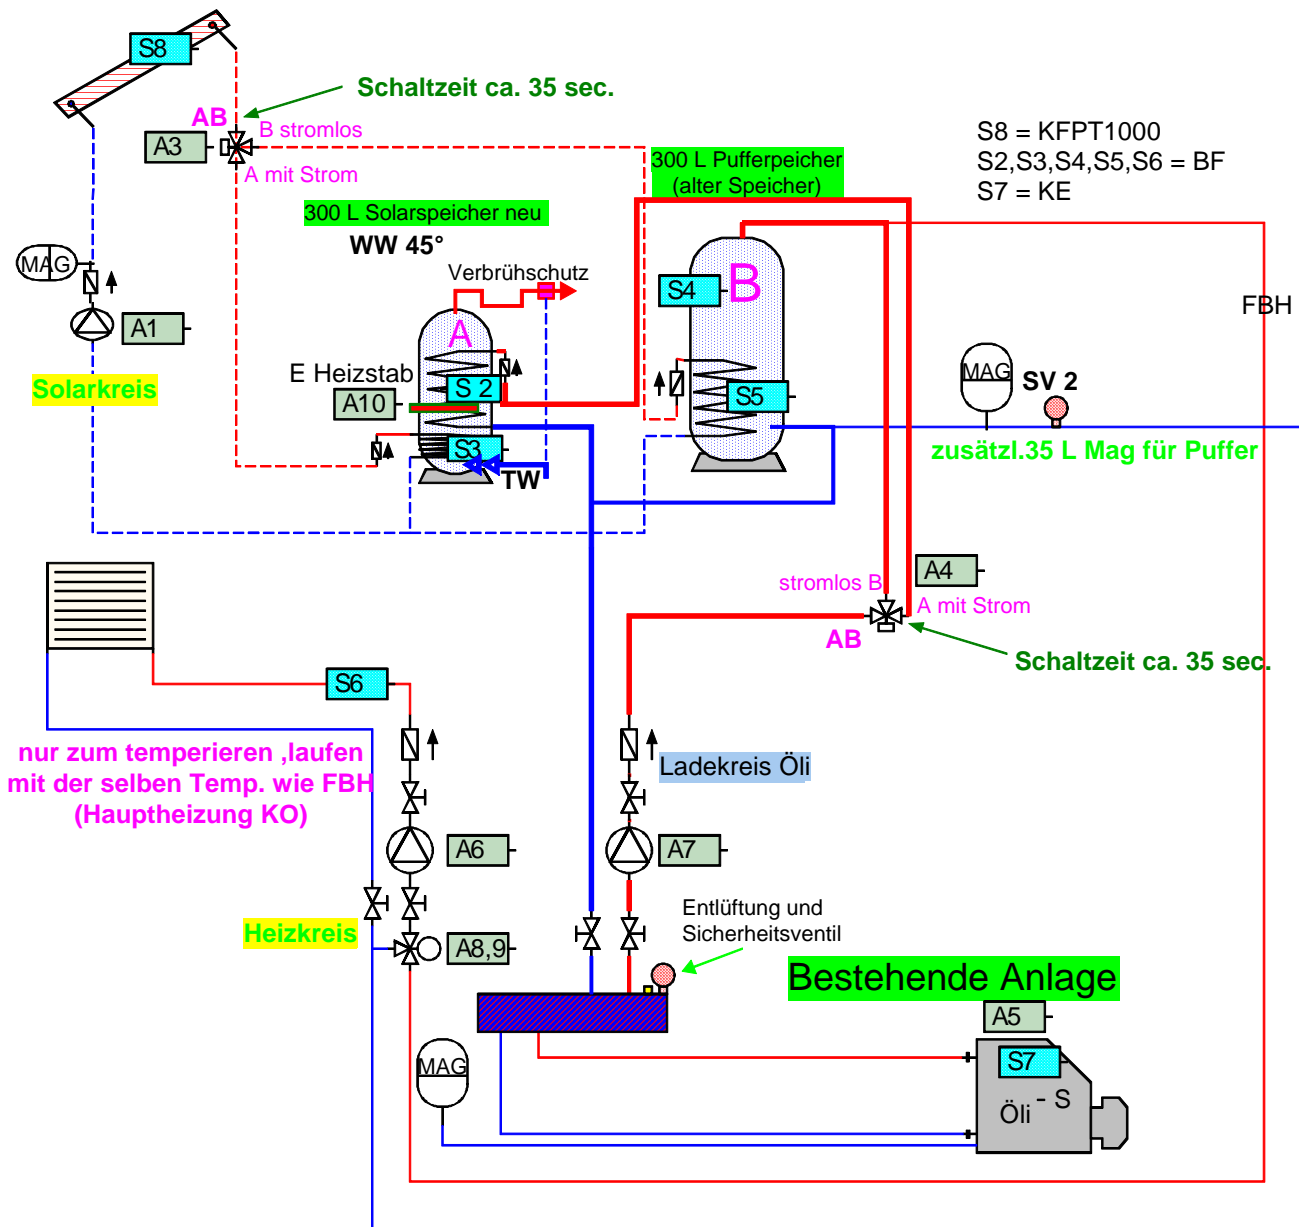 S8
Schaltzeit ca. 35 sec.
AB
B stromlos
A3
A mit Strom
S8 = KFPT1000
S2,S3,S4,S5,S6 = BF
S7 = KE
300 L Pufferpeicher
(alter Speicher)
300 L Solarspeicher neu
WW 45°
MAG
Verbrühschutz
S4
B
FBH
A1
A
E Heizstab
MAG
SV 2
Solarkreis
A10
S 2
S5
S3
TW
zusätzl.35 L Mag für Puffer
A4
stromlos B
A mit Strom
AB
Schaltzeit ca. 35 sec.
S6
nur zum temperieren ,laufen
mit der selben Temp. wie FBH
(Hauptheizung KO)
Ladekreis Öli
A6
A7
Entlüftung und
Sicherheitsventil
Heizkreis
A8,9
Bestehende Anlage
A5
MAG
S7
Öli - S